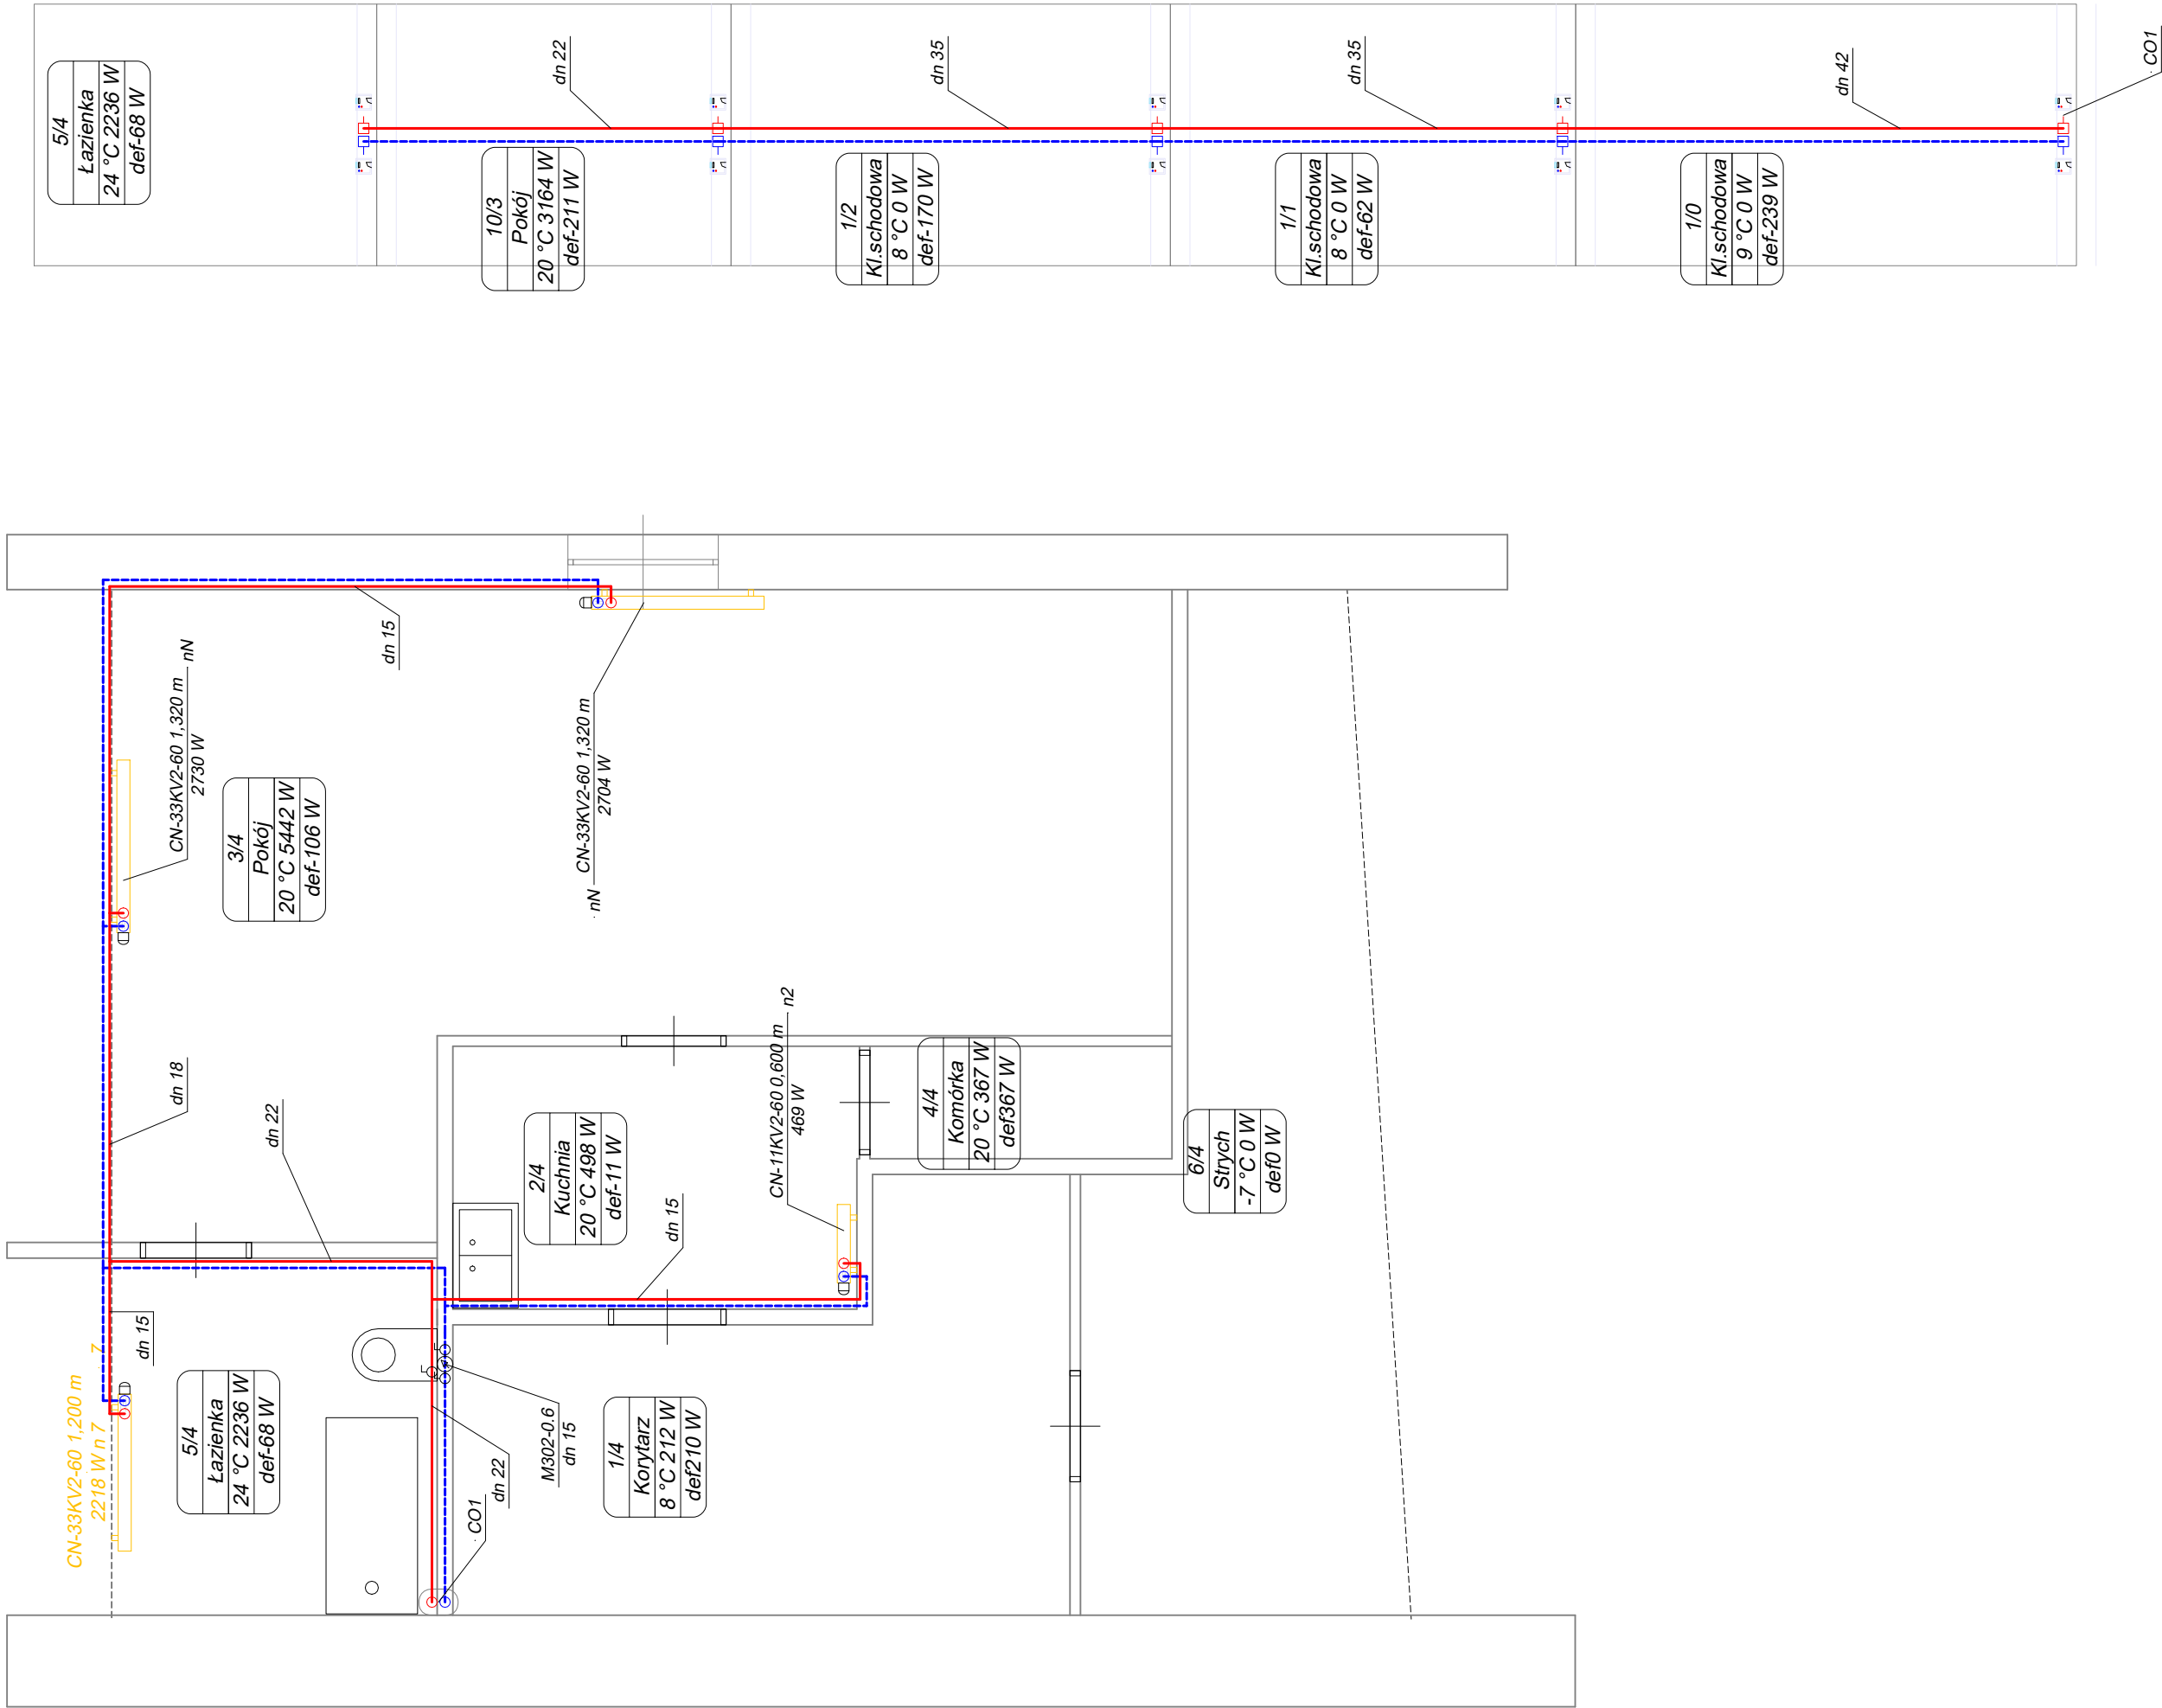 5/4
Łazienka
24 °C 2236 W
def-68 W
dn 22
dn 35
dn 35
dn 42
CO1
10/3
Pokój
20 °C 3164 W
def-211 W
1/2
Kl.schodowa
8 °C 0 W
def-170 W
1/1
Kl.schodowa
8 °C 0 W
def-62 W
1/0
Kl.schodowa
9 °C 0 W
def-239 W
dn 15
CN-33KV2-60 1,320 m nN
2730 W
3/4
Pokój
20 °C 5442 W
def-106 W
nN CN-33KV2-60 1,320 m
2704 W
dn 18
dn 22
2/4
Kuchnia
20 °C 498 W
def-11 W
dn 15
CN-11KV2-60 0,600 m n2
469 W
4/4
Komórka
20 °C 367 W
def367 W
6/4
Strych
-7 °C 0 W
def0 W
dn 15
CN-33KV2-60 1,200 m 7
2218 W n 7
5/4
Łazienka
24 °C 2236 W
def-68 W
M302-0.6
dn 15
dn 22
CO1
1/4
Korytarz
8 °C 212 W
def210 W